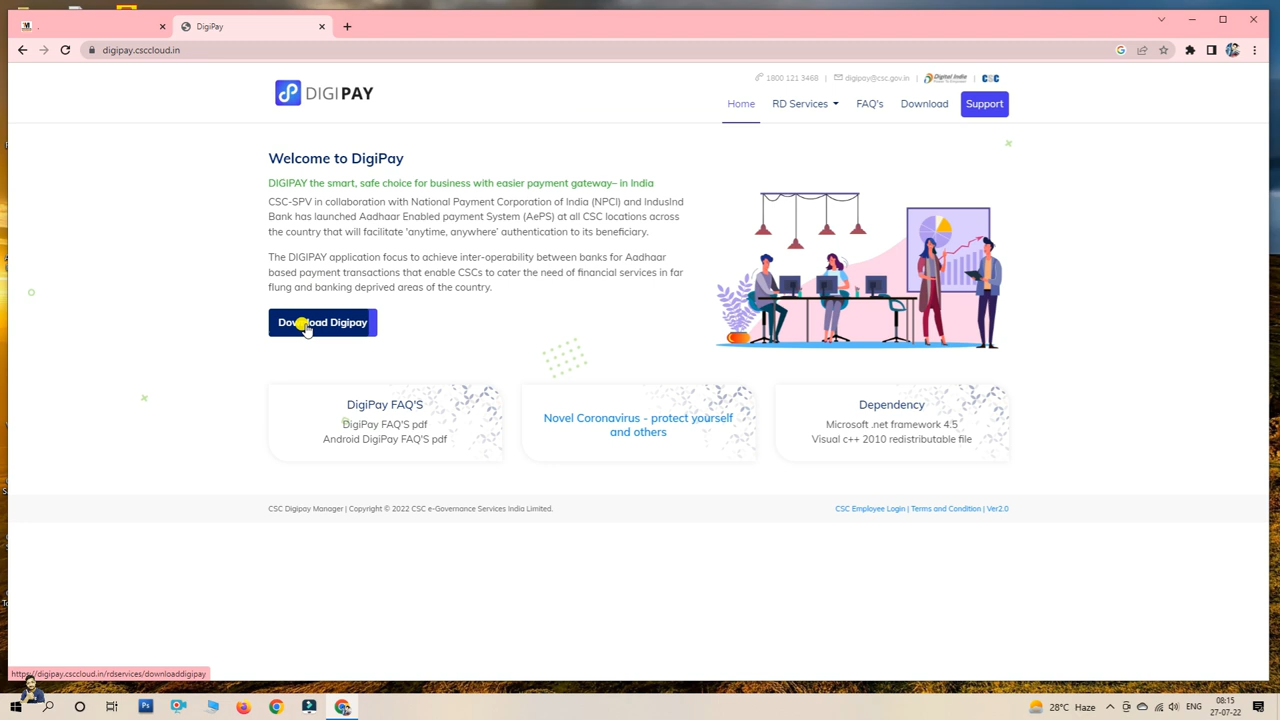 DigiPay
digipay.csccloud.in
1800 121 3468 | digipay@csc.gov.in | Digital India | CSC
DIGIPAY
Home RD Services FAQ's Download Support
Welcome to DigiPay
DIGIPAY the smart, safe choice for business with easier payment gateway– in India
CSC-SPV in collaboration with National Payment Corporation of India (NPCI) and IndusInd
Bank has launched Aadhaar Enabled payment System (AePS) at all CSC locations across
the country that will facilitate 'anytime, anywhere' authentication to its beneficiary.
The DIGIPAY application focus to achieve inter-operability between banks for Aadhaar
based payment transactions that enable CSCs to cater the need of financial services in far
flung and banking deprived areas of the country.
Download Digipay
DigiPay FAQ'S
DigiPay FAQ'S pdf
Android DigiPay FAQ'S pdf
Novel Coronavirus - protect yourself
and others
Dependency
Microsoft .net framework 4.5
Visual c++ 2010 redistributable file
CSC Digipay Manager | Copyright © 2022 CSC e-Governance Services India Limited.
CSC Employee Login | Terms and Condition | Ver2.0
https://digipay.csccloud.in/rdservices/downloaddigipay
28°C Haze
08:15
27-07-22